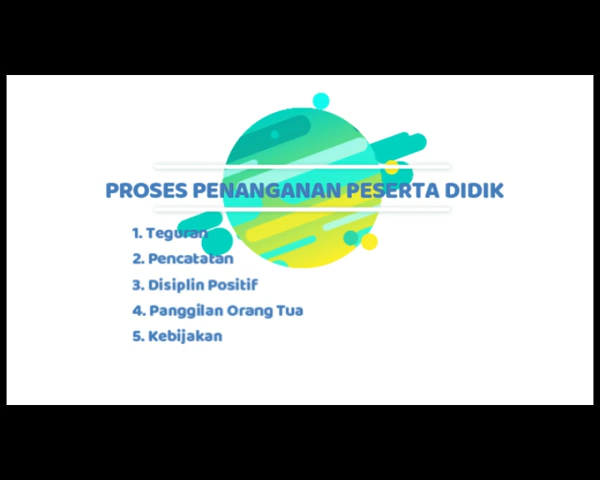 PROSES PENANGANAN PESERTA DIDIK
1. Teguran
2. Pencatatan
3. Disiplin Positif
4. Panggilan Orang Tua
5. Kebijakan